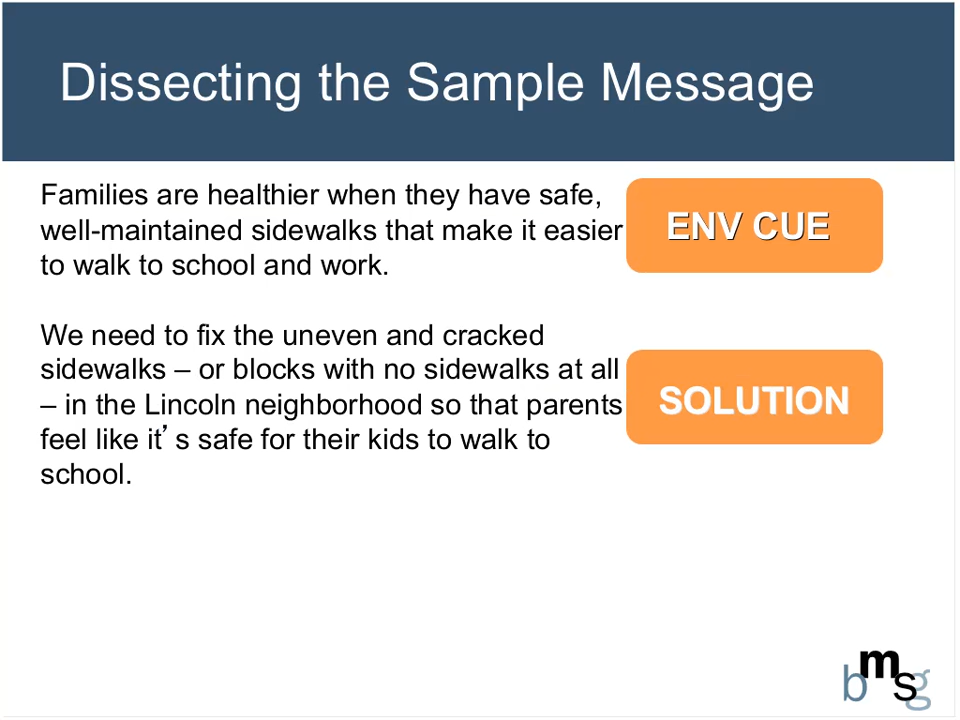 Dissecting the Sample Message
Families are healthier when they have safe,
well-maintained sidewalks that make it easier
to walk to school and work.
ENV CUE
We need to fix the uneven and cracked
sidewalks – or blocks with no sidewalks at all
– in the Lincoln neighborhood so that parents
feel like it’s safe for their kids to walk to
school.
SOLUTION
bmsg